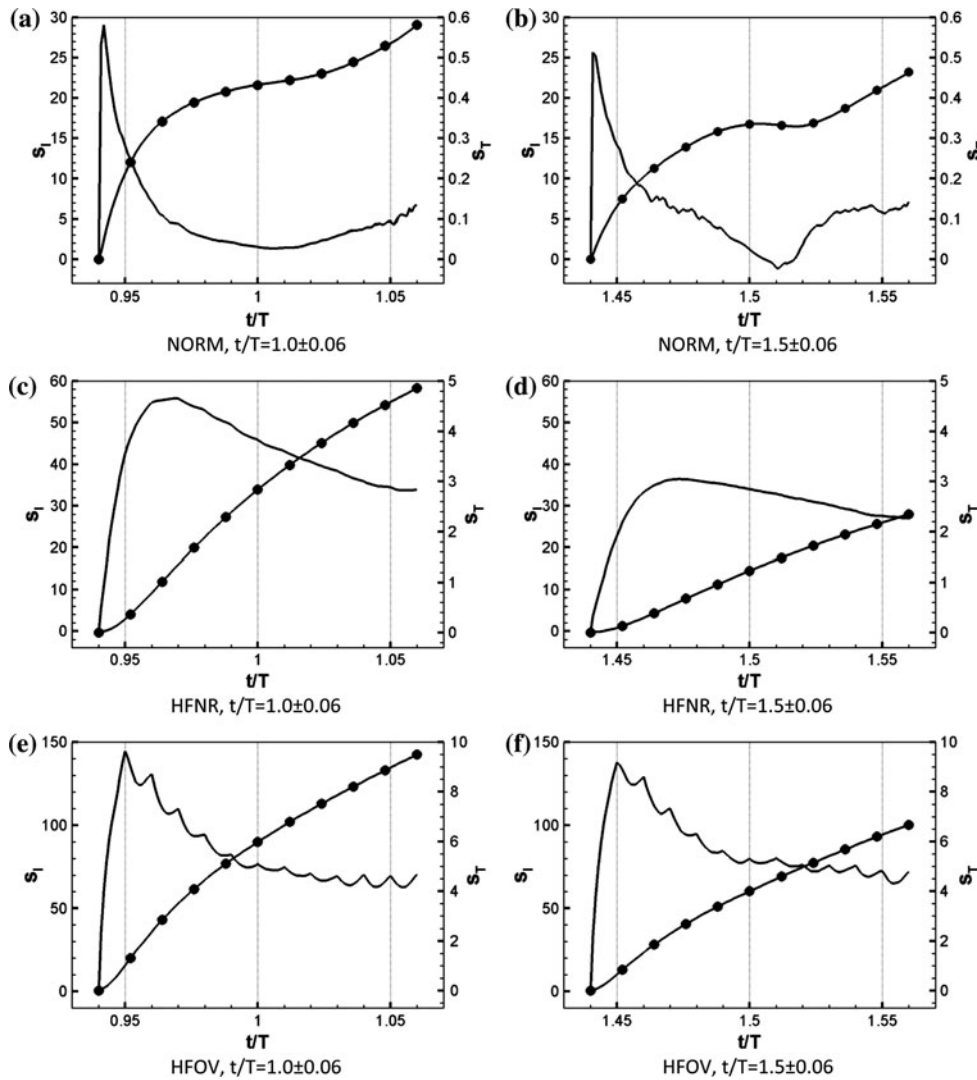 (a)
30
25
20
15
10
5
0
S_I
0.6
0.5
0.4
0.3
0.2
0.1
0
S_T
0.95 1 1.05
t/T
NORM, t/T=1.0±0.06
(b)
30
25
20
15
10
5
0
S_I
0.6
0.5
0.4
0.3
0.2
0.1
0
1.45 1.5 1.55
t/T
NORM, t/T=1.5±0.06
(c)
60
50
40
30
20
10
0
S_I
5
4
3
2
1
0
S_T
0.95 1 1.05
t/T
HFNR, t/T=1.0±0.06
(d)
60
50
40
30
20
10
0
S_I
5
4
3
2
1
0
S_T
1.45 1.5 1.55
t/T
HFNR, t/T=1.5±0.06
(e)
150
100
50
0
S_I
10
8
6
4
2
0
S_T
0.95 1 1.05
t/T
HFOV, t/T=1.0±0.06
(f)
150
100
50
0
S_I
10
8
6
4
2
0
S_T
1.45 1.5 1.55
t/T
HFOV, t/T=1.5±0.06